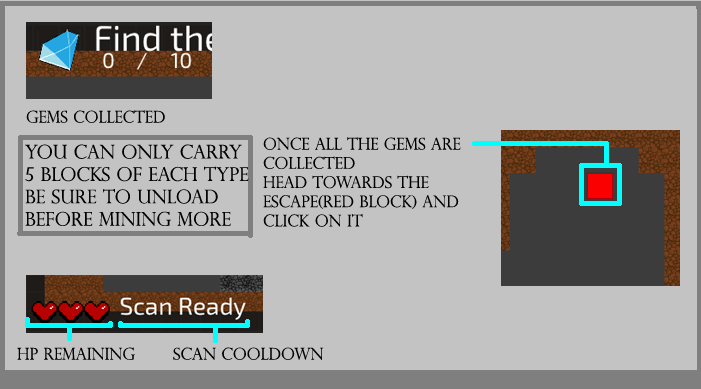 Find the
0 / 10
GEMS COLLECTED
YOU CAN ONLY CARRY
5 BLOCKS OF EACH TYPE
BE SURE TO UNLOAD
BEFORE MINING MORE
ONCE ALL THE GEMS ARE
COLLECTED
HEAD TOWARDS THE
ESCAPE(RED BLOCK) AND
CLICK ON IT
Scan Ready
HP REMAINING
SCAN COOLDOWN